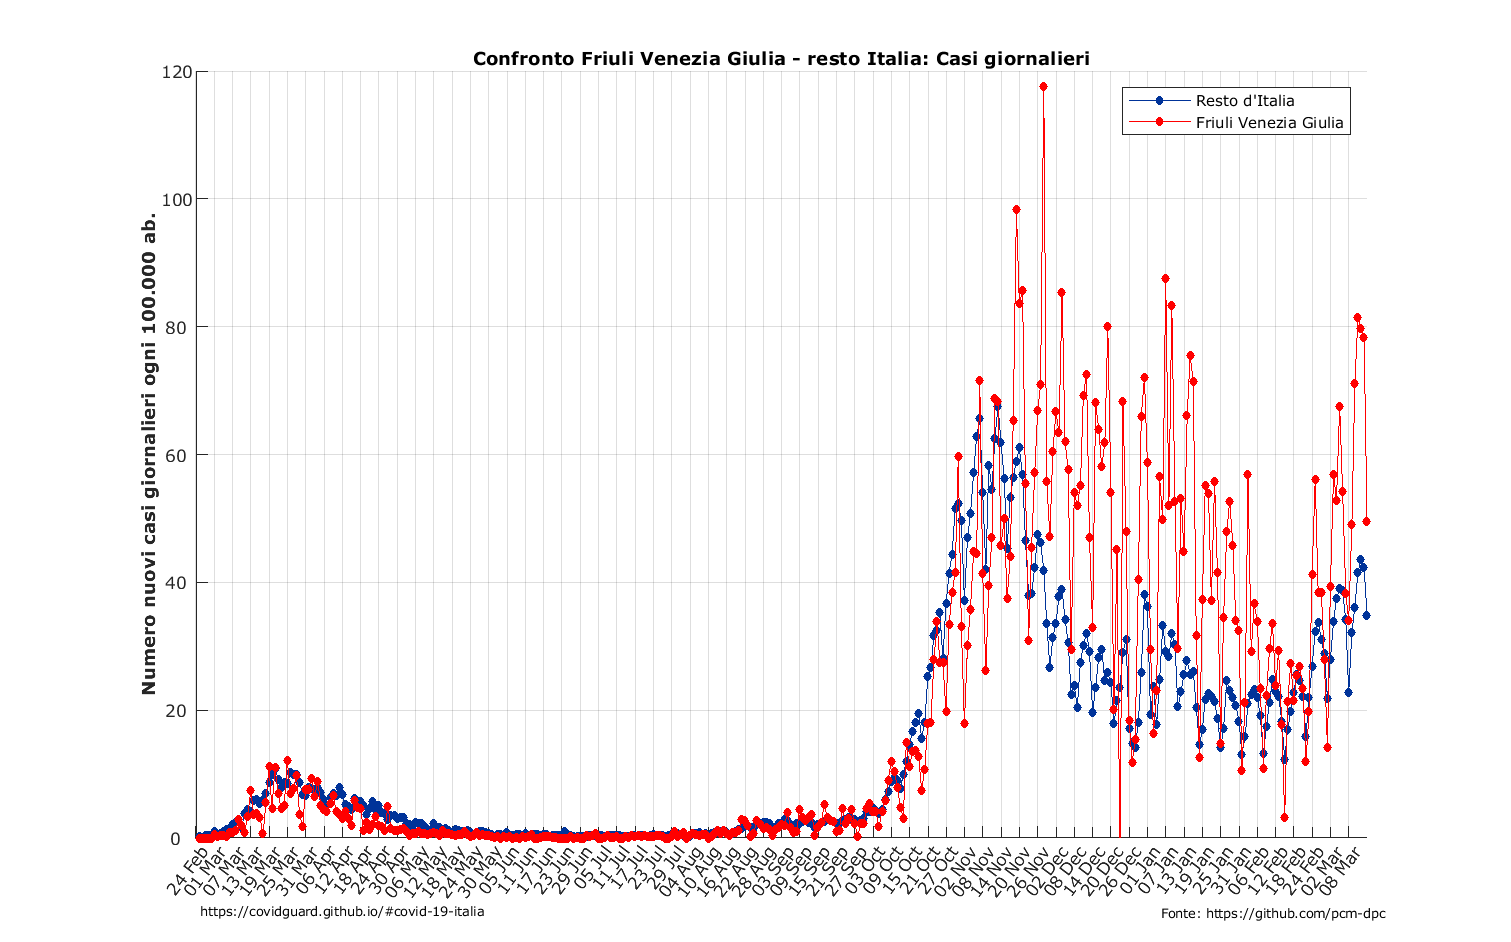 Confronto Friuli Venezia Giulia - resto Italia: Casi giornalieri
Resto d'Italia
Friuli Venezia Giulia
Numero nuovi casi giornalieri ogni 100.000 ab.
120
100
80
60
40
20
0
24 Feb
01 Mar
07 Mar
13 Mar
19 Mar
25 Mar
31 Mar
06 Apr
12 Apr
18 Apr
24 Apr
30 Apr
06 May
12 May
18 May
24 May
30 May
05 Jun
11 Jun
17 Jun
23 Jun
29 Jun
05 Jul
11 Jul
17 Jul
23 Jul
29 Jul
04 Aug
10 Aug
16 Aug
22 Aug
28 Aug
03 Sep
09 Sep
15 Sep
21 Sep
27 Sep
03 Oct
09 Oct
15 Oct
21 Oct
27 Oct
02 Nov
08 Nov
14 Nov
20 Nov
26 Nov
02 Dec
08 Dec
14 Dec
20 Dec
26 Dec
01 Jan
07 Jan
13 Jan
19 Jan
25 Jan
31 Jan
06 Feb
12 Feb
18 Feb
24 Feb
02 Mar
08 Mar
https://covidguard.github.io/#covid-19-italia
Fonte: https://github.com/pcm-dpc